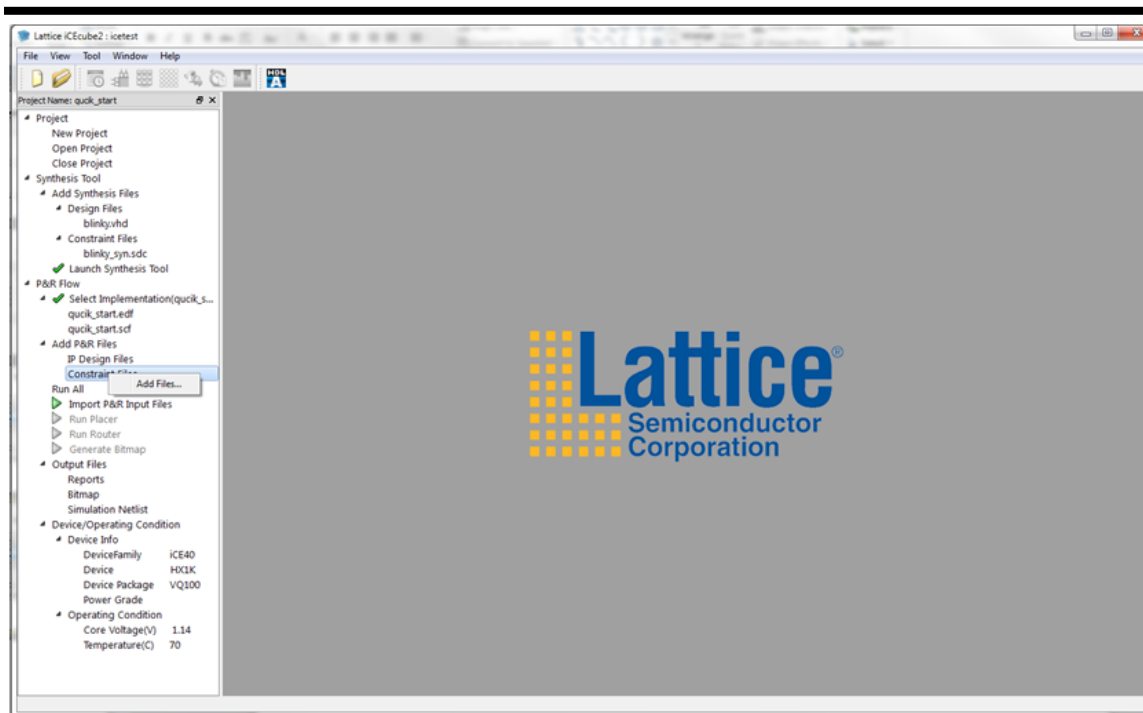 Lattice iCEcube2 : icetest
File View Tool Window Help
HDL
A
Project Name: qucik_start
Project
New Project
Open Project
Close Project
Synthesis Tool
Add Synthesis Files
Design Files
blinky.vhd
Constraint Files
blinky_syn.sdc
Launch Synthesis Tool
P&R Flow
Select Implementation(qucik_s...
qucik_start.edf
qucik_start.scf
Add P&R Files
IP Design Files
Constraint Files
Add Files...
Run All
Import P&R Input Files
Run Placer
Run Router
Generate Bitmap
Output Files
Reports
Bitmap
Simulation Netlist
Device/Operating Condition
Device Info
DeviceFamily iCE40
Device HX1K
Device Package VQ100
Power Grade
Operating Condition
Core Voltage(V) 1.14
Temperature(C) 70
Lattice®
Semiconductor
Corporation